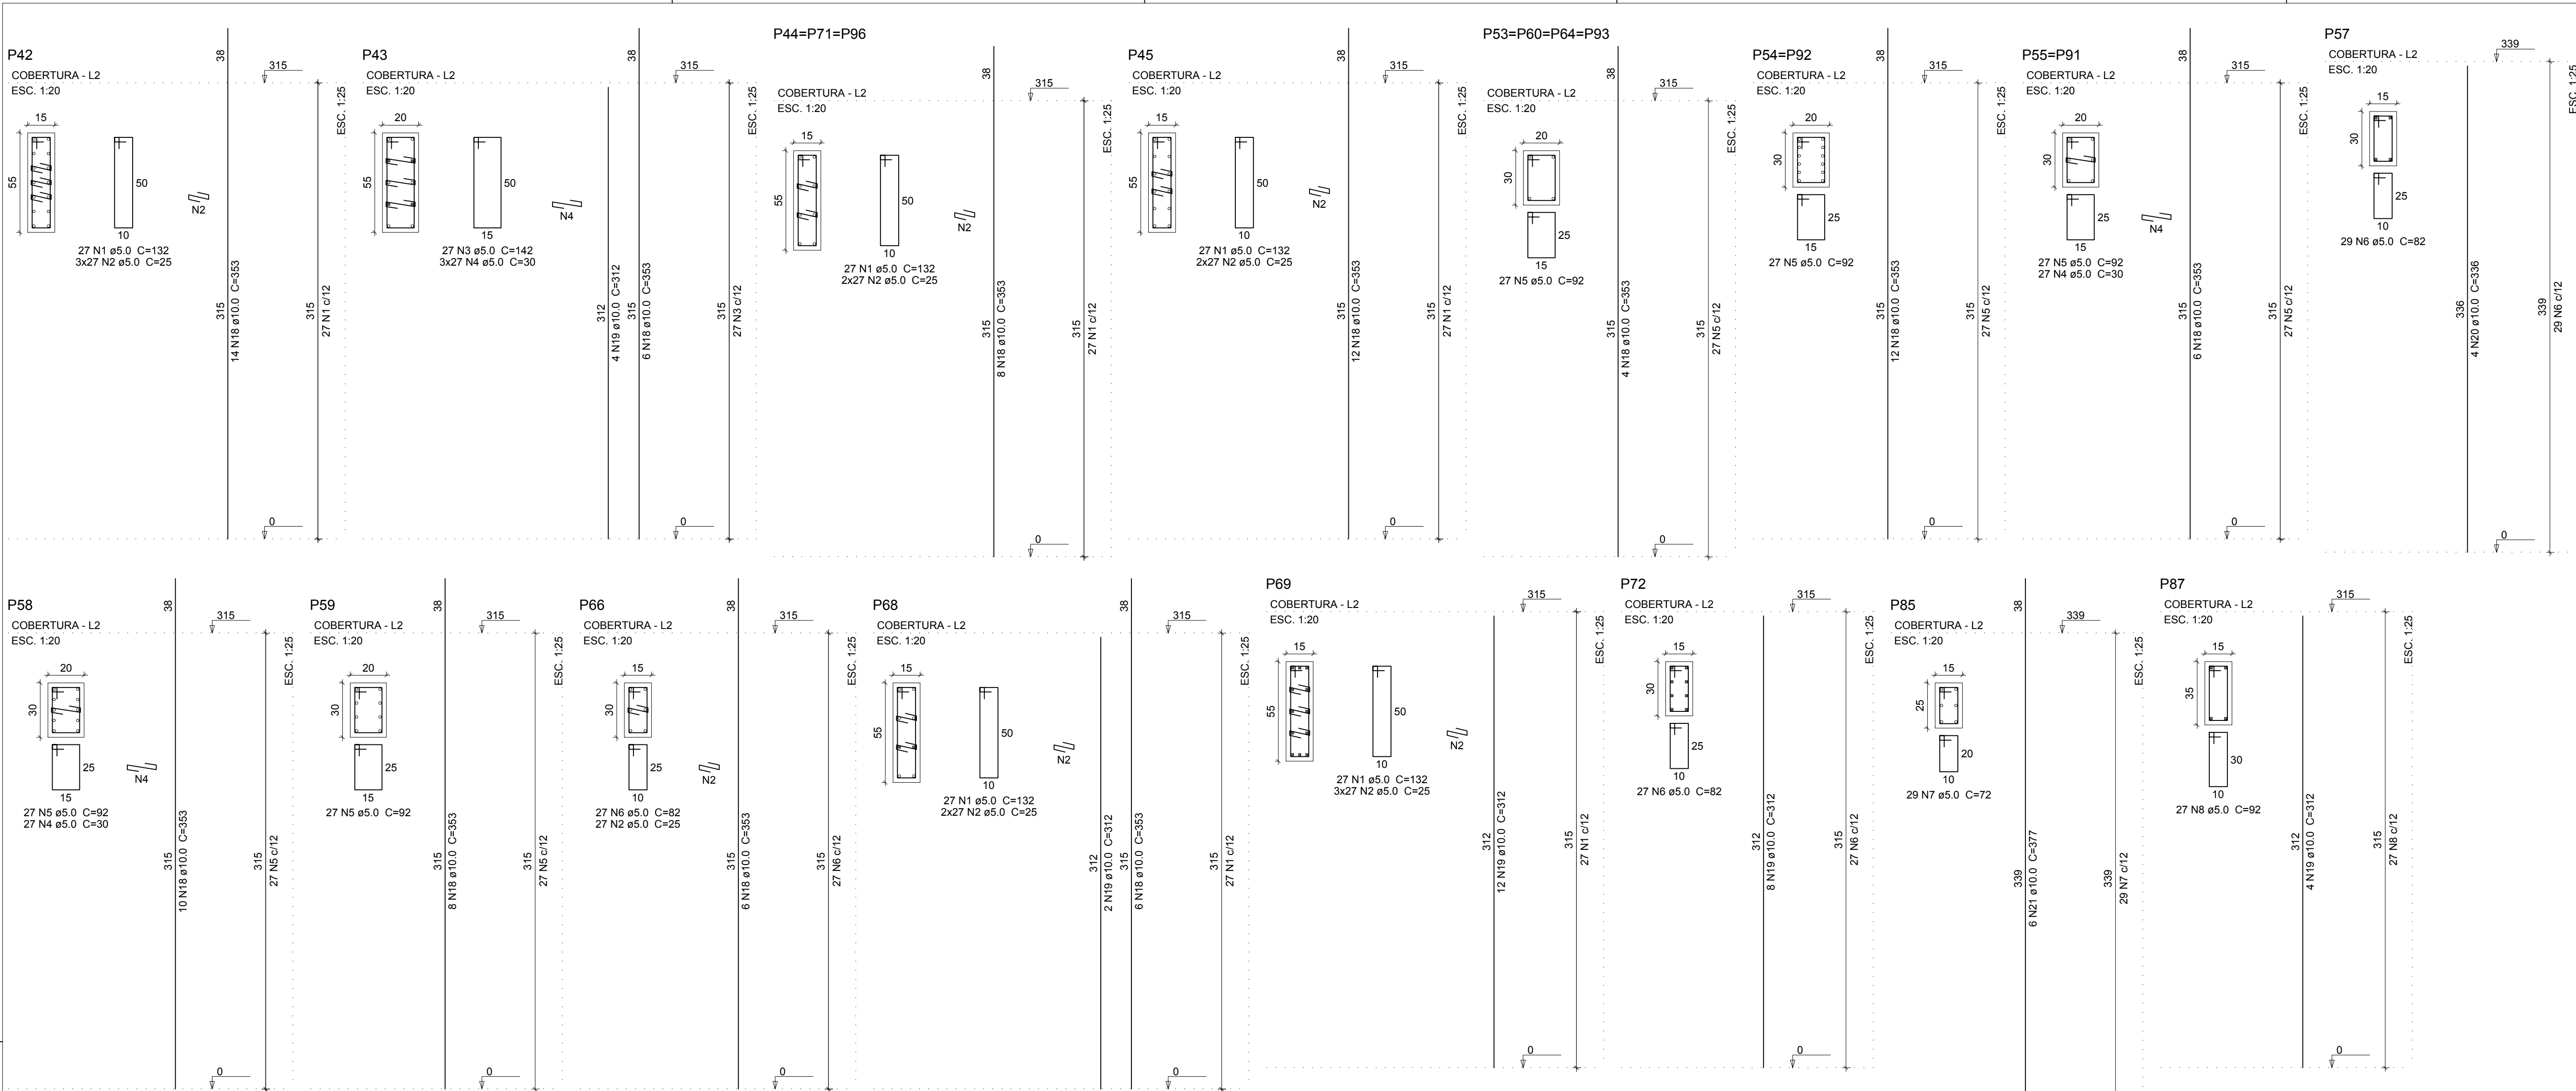 P42
COBERTURA - L2
ESC. 1:20
15
55
50
10
N2
27 N1 ø5.0 C=132
3x27 N2 ø5.0 C=25
38
315
14 N18 ø10.0 C=353
315
0
315
27 N1 c/12
ESC. 1:25
P43
COBERTURA - L2
ESC. 1:20
20
55
50
15
N4
27 N3 ø5.0 C=142
3x27 N4 ø5.0 C=30
312
4 N19 ø10.0 C=312
38
315
6 N18 ø10.0 C=353
315
0
315
27 N3 c/12
ESC. 1:25
P44=P71=P96
COBERTURA - L2
ESC. 1:20
15
55
50
10
N2
27 N1 ø5.0 C=132
2x27 N2 ø5.0 C=25
38
315
8 N18 ø10.0 C=353
315
0
315
27 N1 c/12
ESC. 1:25
P45
COBERTURA - L2
ESC. 1:20
15
55
50
10
N2
27 N1 ø5.0 C=132
2x27 N2 ø5.0 C=25
38
315
12 N18 ø10.0 C=353
315
0
315
27 N1 c/12
ESC. 1:25
P53=P60=P64=P93
COBERTURA - L2
ESC. 1:20
20
30
25
15
27 N5 ø5.0 C=92
38
315
4 N18 ø10.0 C=353
315
0
315
27 N5 c/12
ESC. 1:25
P54=P92
COBERTURA - L2
ESC. 1:20
20
30
25
15
27 N5 ø5.0 C=92
38
315
12 N18 ø10.0 C=353
315
0
315
27 N5 c/12
ESC. 1:25
P55=P91
COBERTURA - L2
ESC. 1:20
20
30
25
15
N4
27 N5 ø5.0 C=92
27 N4 ø5.0 C=30
38
315
6 N18 ø10.0 C=353
315
0
315
27 N5 c/12
ESC. 1:25
P57
COBERTURA - L2
ESC. 1:20
15
30
25
10
29 N6 ø5.0 C=82
336
4 N20 ø10.0 C=336
339
0
339
29 N6 c/12
ESC. 1:25
P58
COBERTURA - L2
ESC. 1:20
20
30
25
15
N4
27 N5 ø5.0 C=92
27 N4 ø5.0 C=30
38
315
10 N18 ø10.0 C=353
315
0
315
27 N5 c/12
ESC. 1:25
P59
COBERTURA - L2
ESC. 1:20
20
30
25
15
27 N5 ø5.0 C=92
38
315
8 N18 ø10.0 C=353
315
0
315
27 N5 c/12
ESC. 1:25
P66
COBERTURA - L2
ESC. 1:20
15
30
25
10
N2
27 N6 ø5.0 C=82
27 N2 ø5.0 C=25
38
315
6 N18 ø10.0 C=353
315
0
315
27 N6 c/12
ESC. 1:25
P68
COBERTURA - L2
ESC. 1:20
15
55
50
10
N2
27 N1 ø5.0 C=132
2x27 N2 ø5.0 C=25
312
2 N19 ø10.0 C=312
38
315
6 N18 ø10.0 C=353
315
0
315
27 N1 c/12
ESC. 1:25
P69
COBERTURA - L2
ESC. 1:20
15
55
50
10
N2
27 N1 ø5.0 C=132
3x27 N2 ø5.0 C=25
312
12 N19 ø10.0 C=312
315
0
315
27 N1 c/12
ESC. 1:25
P72
COBERTURA - L2
ESC. 1:20
15
30
25
10
27 N6 ø5.0 C=82
312
8 N19 ø10.0 C=312
315
0
315
27 N6 c/12
ESC. 1:25
P85
COBERTURA - L2
ESC. 1:20
15
25
20
10
29 N7 ø5.0 C=72
38
339
6 N21 ø10.0 C=377
339
339
29 N7 c/12
ESC. 1:25
P87
COBERTURA - L2
ESC. 1:20
15
35
30
10
27 N8 ø5.0 C=92
312
4 N19 ø10.0 C=312
315
0
315
27 N8 c/12
ESC. 1:25